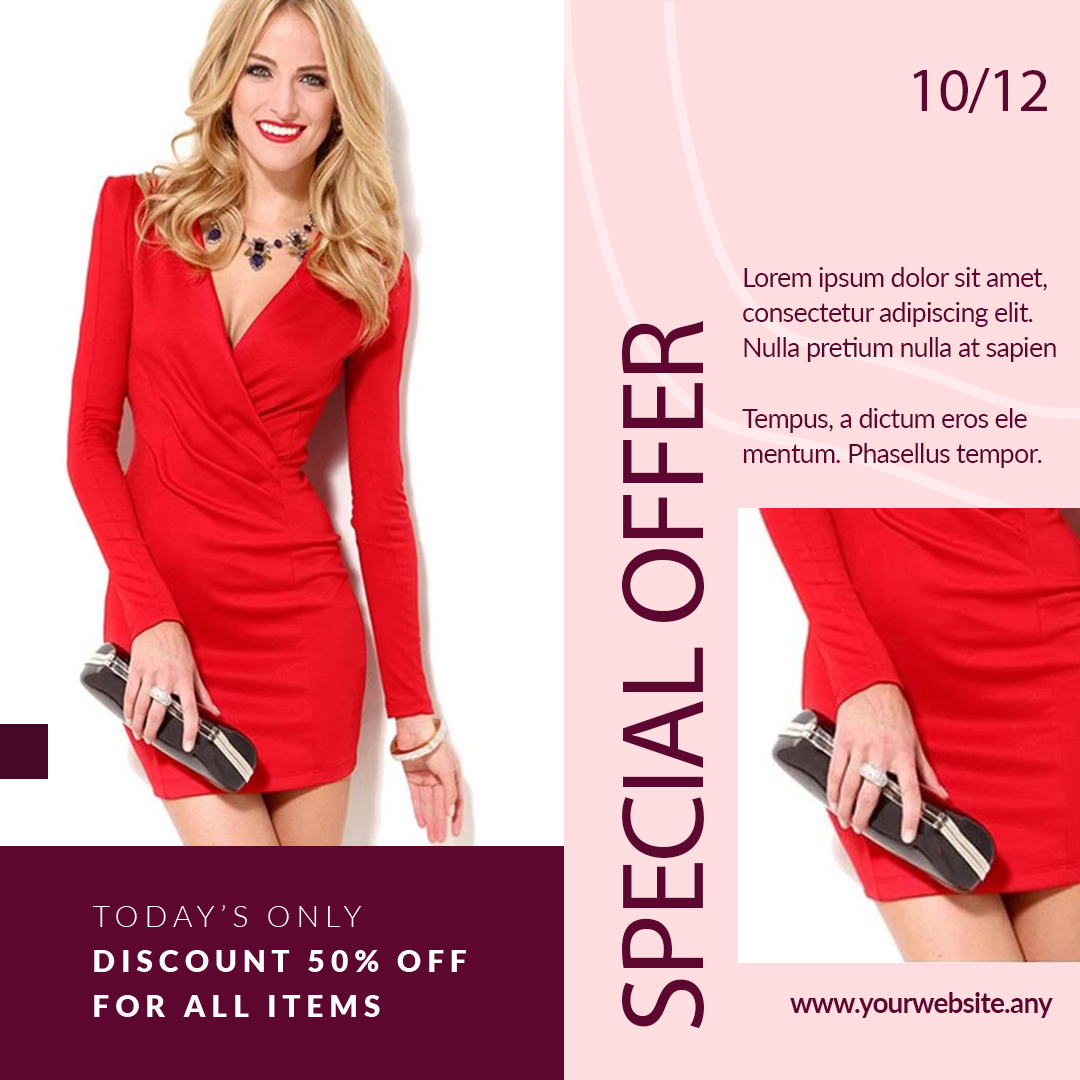 10/12
Lorem ipsum dolor sit amet,
consectetur adipiscing elit.
Nulla pretium nulla at sapien
Tempus, a dictum eros ele
mentum. Phasellus tempor.
SPECIAL OFFER
TODAY'S ONLY
DISCOUNT 50% OFF
FOR ALL ITEMS
www.yourwebsite.any